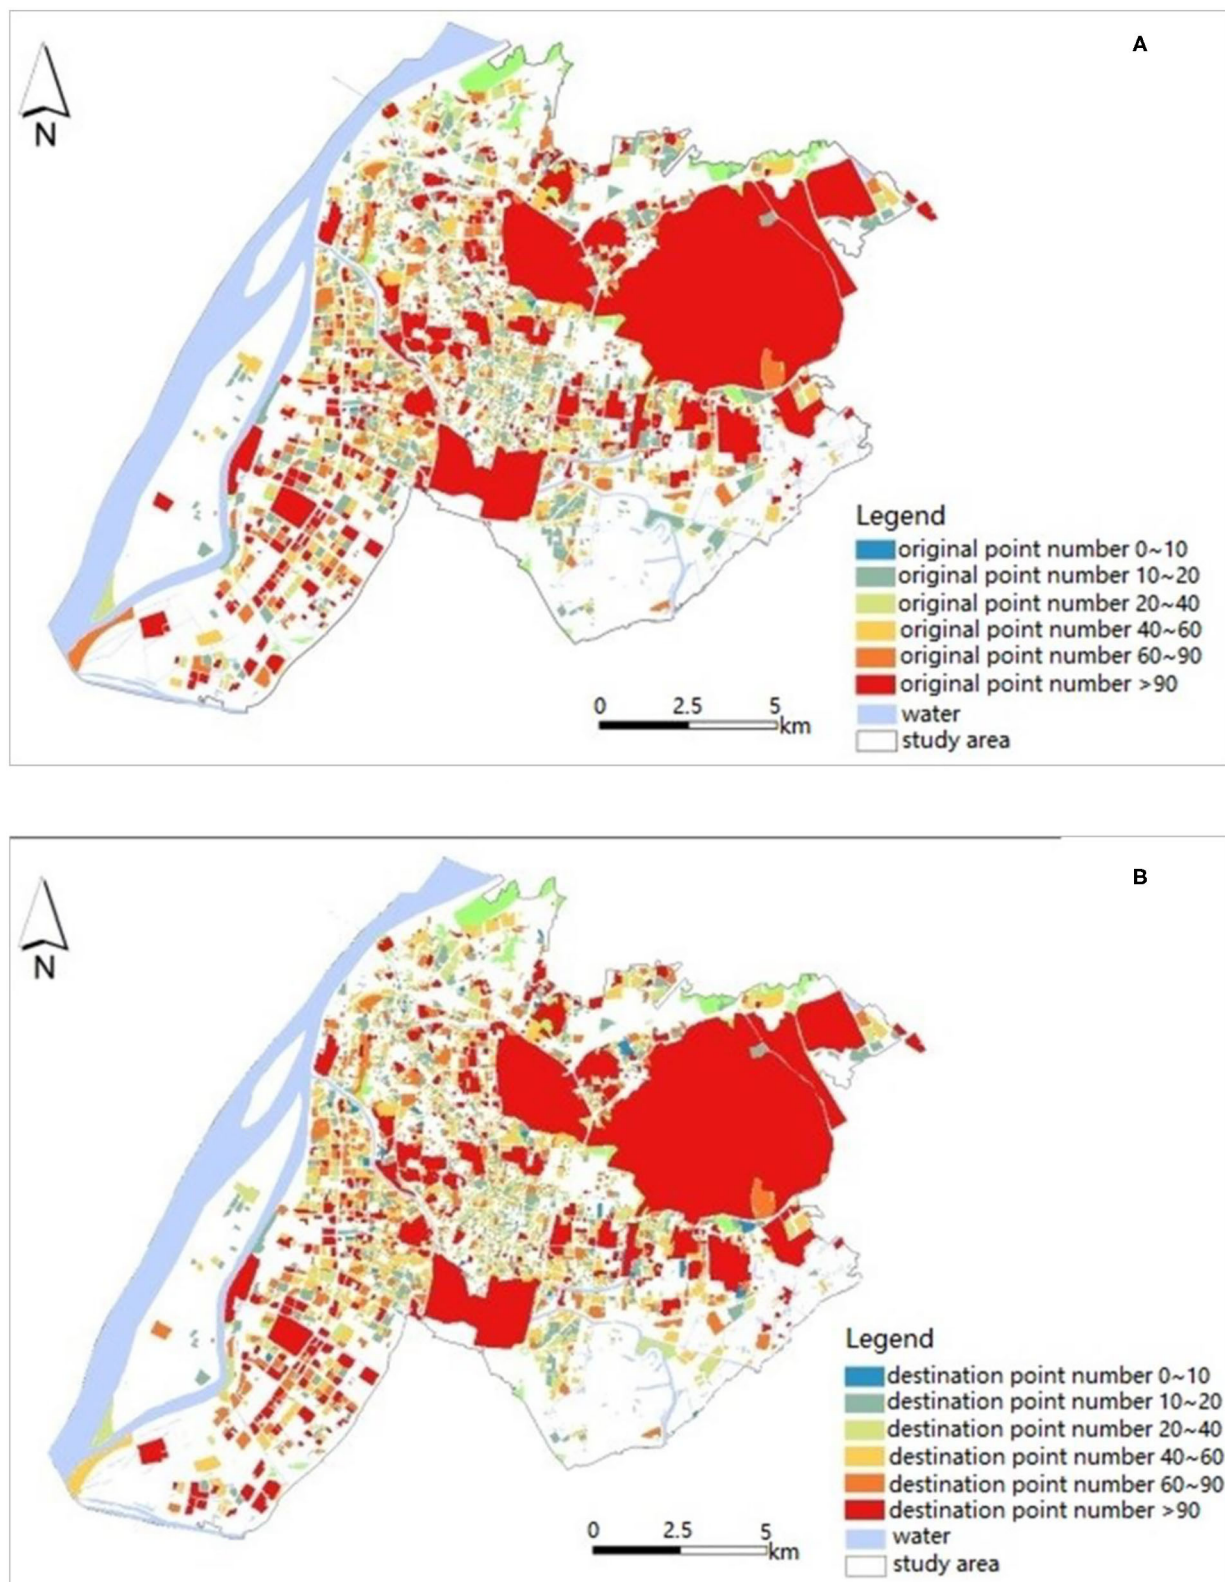 A
N
Legend
original point number 0~10
original point number 10~20
original point number 20~40
original point number 40~60
original point number 60~90
original point number >90
water
study area
0 2.5 5
km
B
N
Legend
destination point number 0~10
destination point number 10~20
destination point number 20~40
destination point number 40~60
destination point number 60~90
destination point number >90
water
study area
0 2.5 5
km